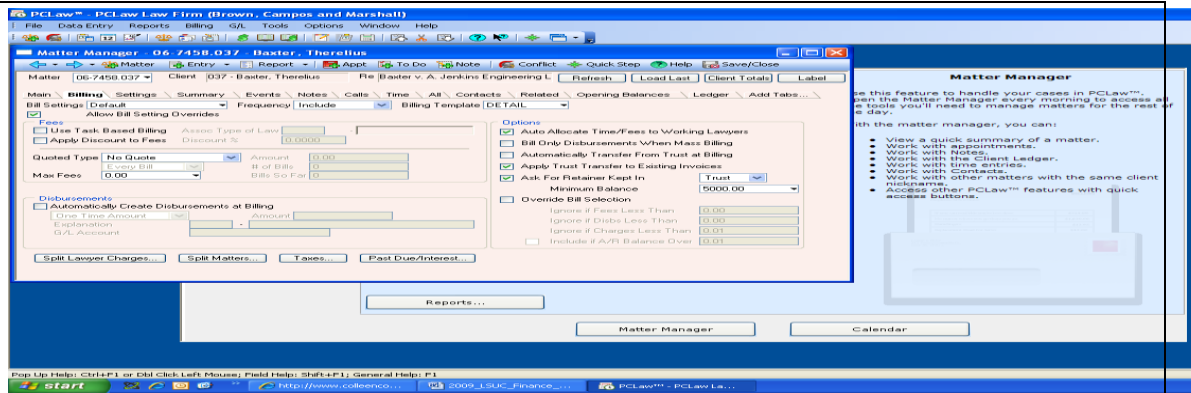 PCLaw™ - PCLaw Law Firm (Brown, Campos and Marshall)
File Data Entry Reports Billing G/L Tools Options Window Help
Matter Manager - 06-7458.037 - Baxter, Therelius
Matter Entry Report Appt To Do Note Conflict Quick Step Help Save/Close
Matter 06-7458.037 Client 037 - Baxter, Therelius Re Baxter v. A. Jenkins Engineering L Refresh Load Last Client Totals Label
Main Billing Settings Summary Events Notes Calls Time All Contacts Related Opening Balances Ledger Add Tabs...
Bill Settings Default Frequency Include Billing Template DETAIL
Allow Bill Setting Overrides
Fees
Use Task Based Billing Assoc Type of Law -
Apply Discount to Fees Discount % 0.0000
Quoted Type No Quote Amount 0.00
Every Bill # of Bills 0
Max Fees 0.00 Bills So Far 0
Disbursements
Automatically Create Disbursements at Billing
One Time Amount Amount
Explanation -
G/L Account
Options
Auto Allocate Time/Fees to Working Lawyers
Bill Only Disbursements When Mass Billing
Automatically Transfer From Trust at Billing
Apply Trust Transfer to Existing Invoices
Ask For Retainer Kept In Trust
Minimum Balance 5000.00
Override Bill Selection
Ignore if Fees Less Than 0.00
Ignore if Disbs Less Than 0.00
Ignore if Charges Less Than 0.01
Include if A/R Balance Over 0.01
Split Lawyer Charges... Split Matters... Taxes... Past Due/Interest...
Matter Manager
se this feature to handle your cases in PCLaw™.
pen the Matter Manager every morning to access all
e tools you'll need to manage matters for the rest of
e day.
ith the matter manager, you can:
• View a quick summary of a matter.
• Work with appointments.
• Work with the Client Ledger.
• Work with time entries.
• Work with Notes.
• Work with Contacts.
• Work with other matters with the same client
nickname.
• Access other PCLaw™ features with quick
access buttons.
Reports...
Matter Manager Calendar
Pop Up Help: Ctrl+F1 or Dbl Click Left Mouse; Field Help: Shift+F1; General Help: F1
start http://www.colleenco... 2009_LSUC_Finance_... PCLaw™ - PCLaw La...